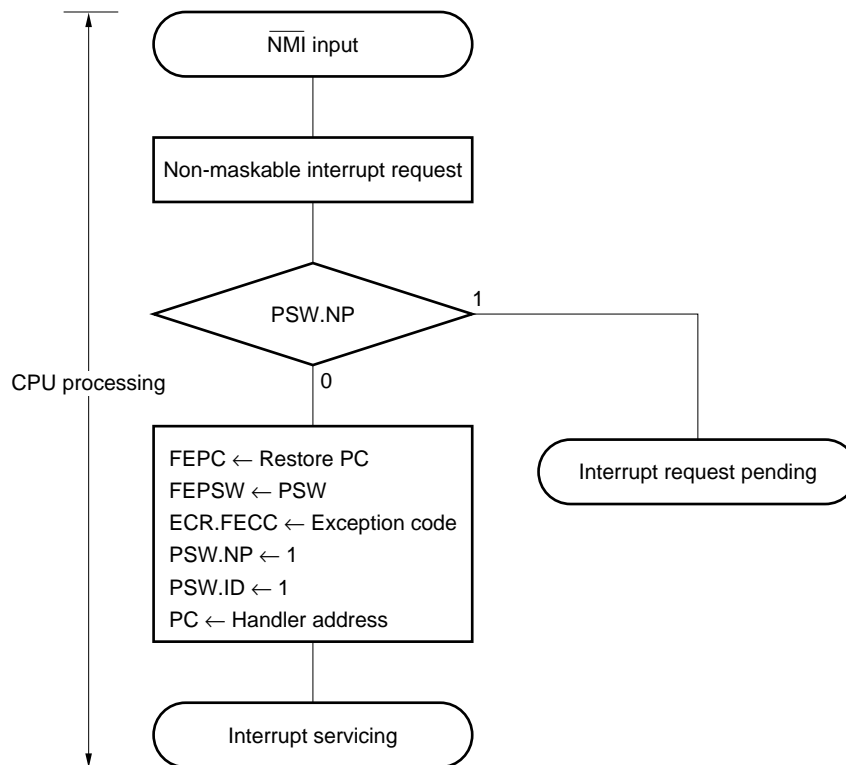 N̅M̅I̅ input
Non-maskable interrupt request
PSW.NP
1
0
CPU processing
FEPC ← Restore PC
FEPSW ← PSW
ECR.FECC ← Exception code
PSW.NP ← 1
PSW.ID ← 1
PC ← Handler address
Interrupt request pending
Interrupt servicing